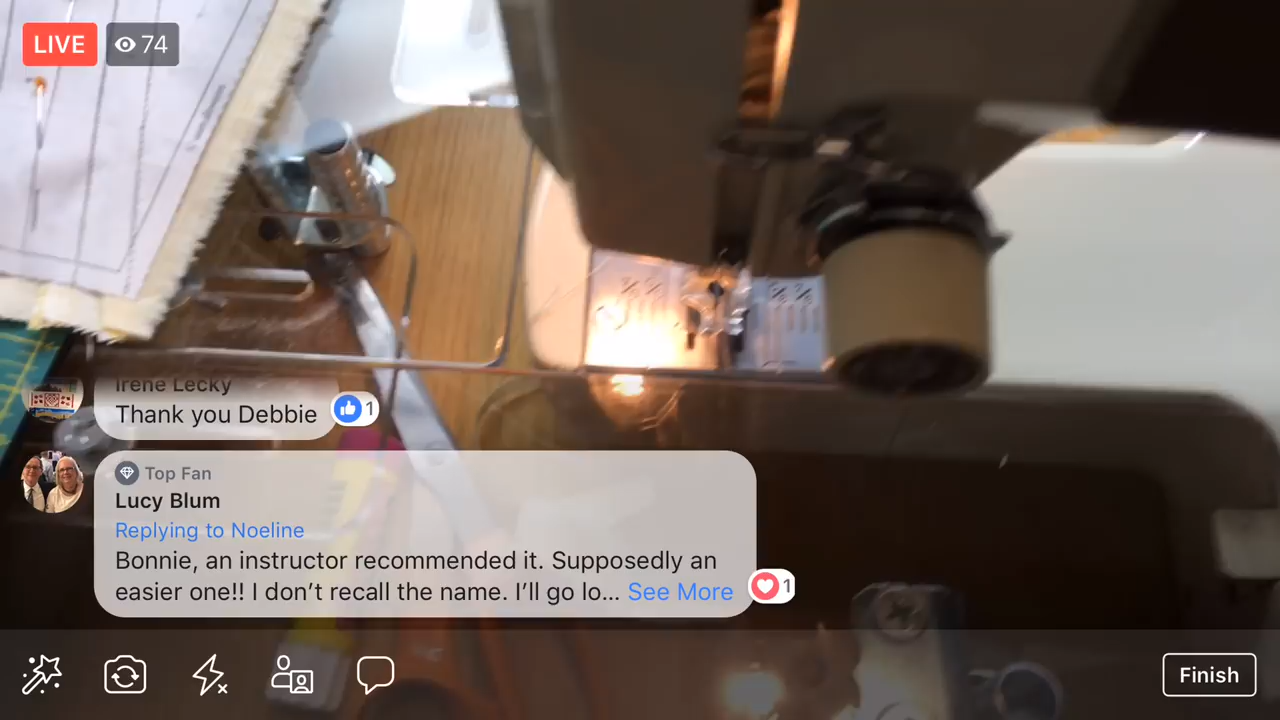 LIVE 74
Irene Lecky
Thank you Debbie 1
Top Fan
Lucy Blum
Replying to Noeline
Bonnie, an instructor recommended it. Supposedly an
easier one!! I don’t recall the name. I’ll go lo... See More 1
Finish